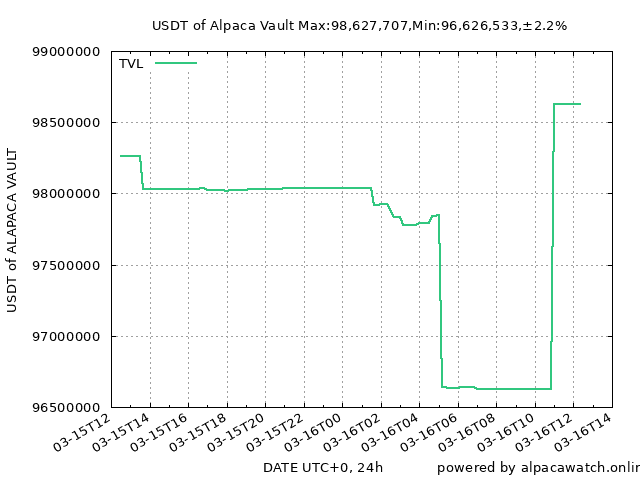 USDT of Alpaca Vault Max:98,627,707,Min:96,626,533,±2.2%
TVL
99000000
98500000
98000000
97500000
97000000
96500000
USDT of ALAPACA VAULT
03-15T12
03-15T14
03-15T16
03-15T18
03-15T20
03-15T22
03-16T00
03-16T02
03-16T04
03-16T06
03-16T08
03-16T10
03-16T12
03-16T14
DATE UTC+0, 24h
powered by alpacawatch.onlin